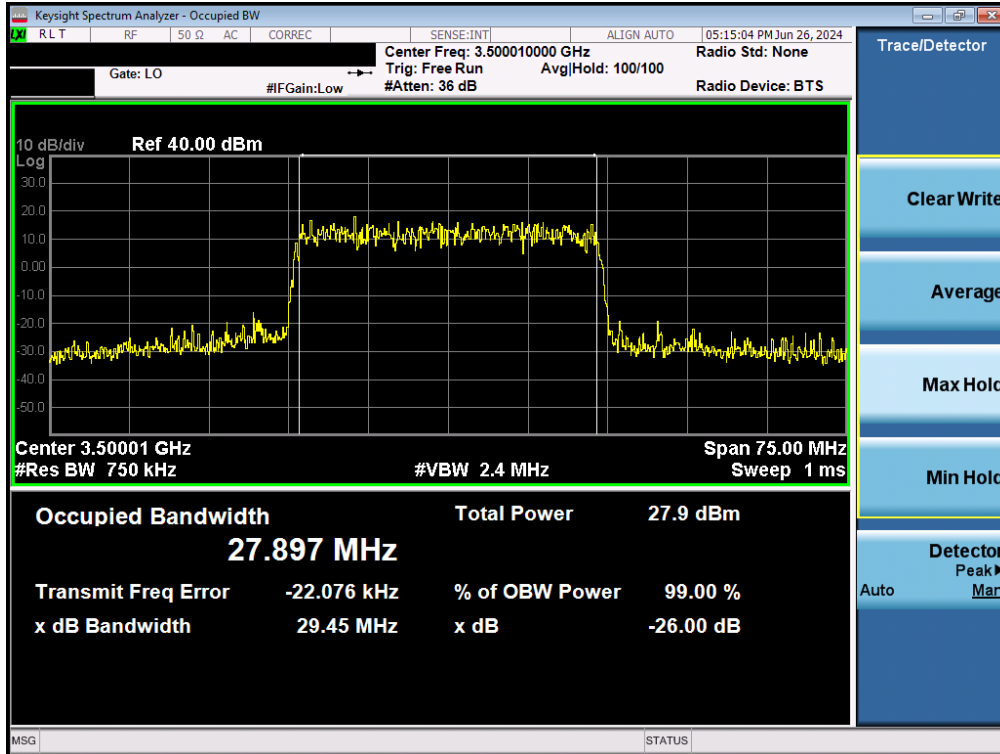 Keysight Spectrum Analyzer - Occupied BW
LXI RLT RF 50 Ω AC CORREC SENSE:INT ALIGN AUTO 05:15:04 PM Jun 26, 2024
Center Freq: 3.500010000 GHz Radio Std: None
Gate: LO Trig: Free Run Avg|Hold: 100/100
#IFGain:Low #Atten: 36 dB Radio Device: BTS
Trace/Detector
10 dB/div Ref 40.00 dBm
Log
30.0
20.0
10.0
0.00
-10.0
-20.0
-30.0
-40.0
-50.0
Center 3.50001 GHz Span 75.00 MHz
#Res BW 750 kHz #VBW 2.4 MHz Sweep 1 ms
Occupied Bandwidth Total Power 27.9 dBm
27.897 MHz
Transmit Freq Error -22.076 kHz % of OBW Power 99.00 %
x dB Bandwidth 29.45 MHz x dB -26.00 dB
Clear Write
Average
Max Hold
Min Hold
Detector
Peak
Auto Man
MSG STATUS